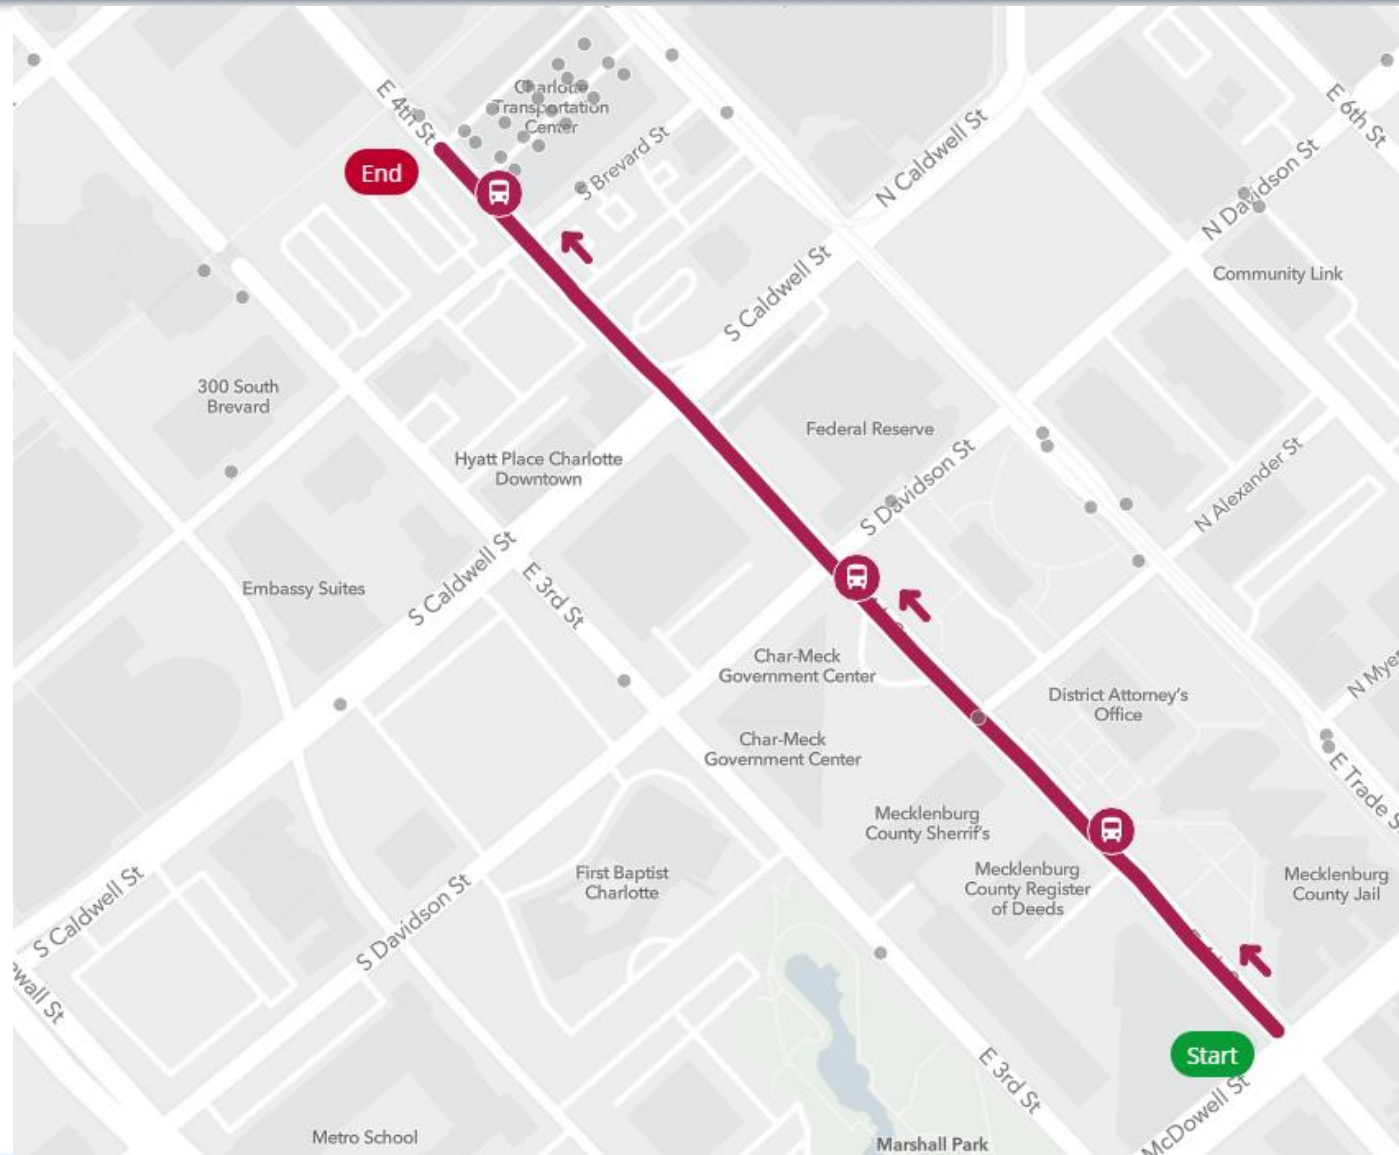 E 4th St
Charlotte
Transportation
Center
End
S Brevard St
N Caldwell St
E 6th St
N Davidson St
Community Link
S Caldwell St
300 South
Brevard
Federal Reserve
Hyatt Place Charlotte
Downtown
S Davidson St
N Alexander St
Embassy Suites
S Caldwell St
E 3rd St
Char-Meck
Government Center
District Attorney's
Office
Char-Meck
Government Center
Mecklenburg
County Sherrif's
Mecklenburg
County Register
of Deeds
Mecklenburg
County Jail
First Baptist
Charlotte
S Caldwell St
S Davidson St
E Trade S
N Myer
ewall St
Start
E 3rd St
McDowell St
Metro School
Marshall Park